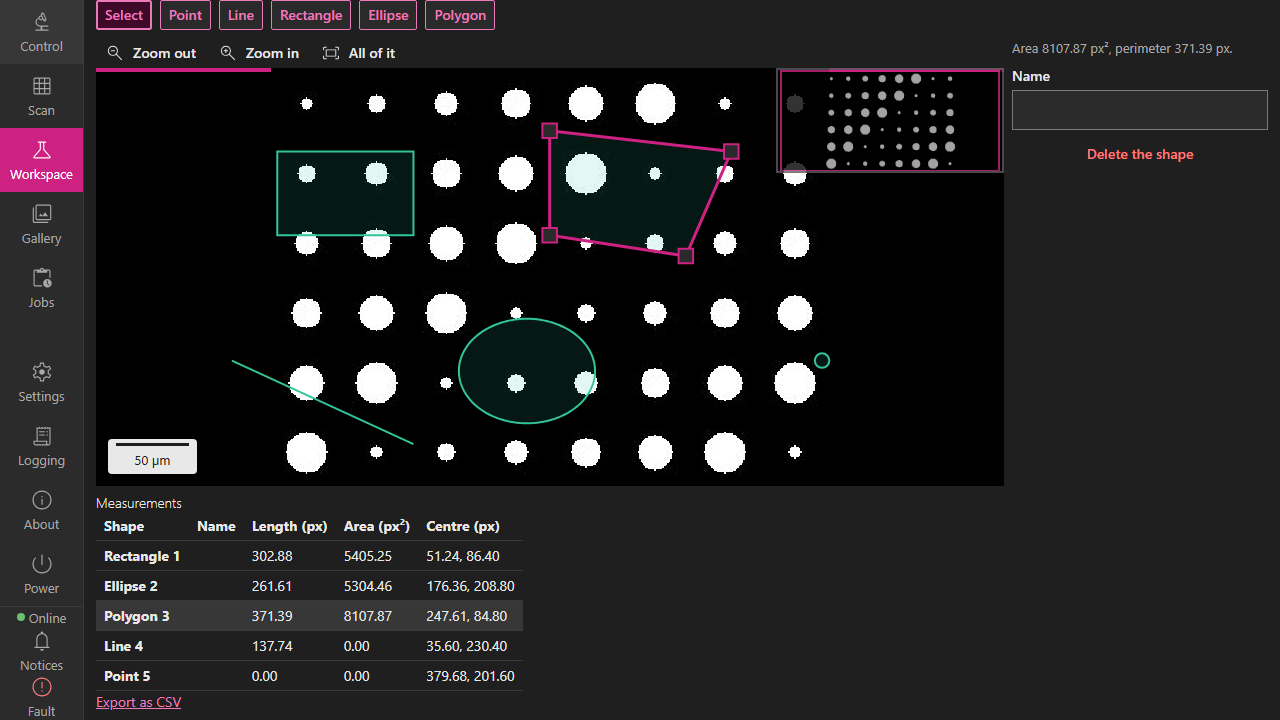 Control
Scan
Workspace
Gallery
Jobs
Settings
Logging
About
Power
Online
Notices
Fault
Select Point Line Rectangle Ellipse Polygon
Zoom out Zoom in All of it
50 µm
Area 8107.87 px², perimeter 371.39 px.
Name
Delete the shape
Measurements
Shape Name Length (px) Area (px²) Centre (px)
Rectangle 1 302.88 5405.25 51.24, 86.40
Ellipse 2 261.61 5304.46 176.36, 208.80
Polygon 3 371.39 8107.87 247.61, 84.80
Line 4 137.74 0.00 35.60, 230.40
Point 5 0.00 0.00 379.68, 201.60
Export as CSV